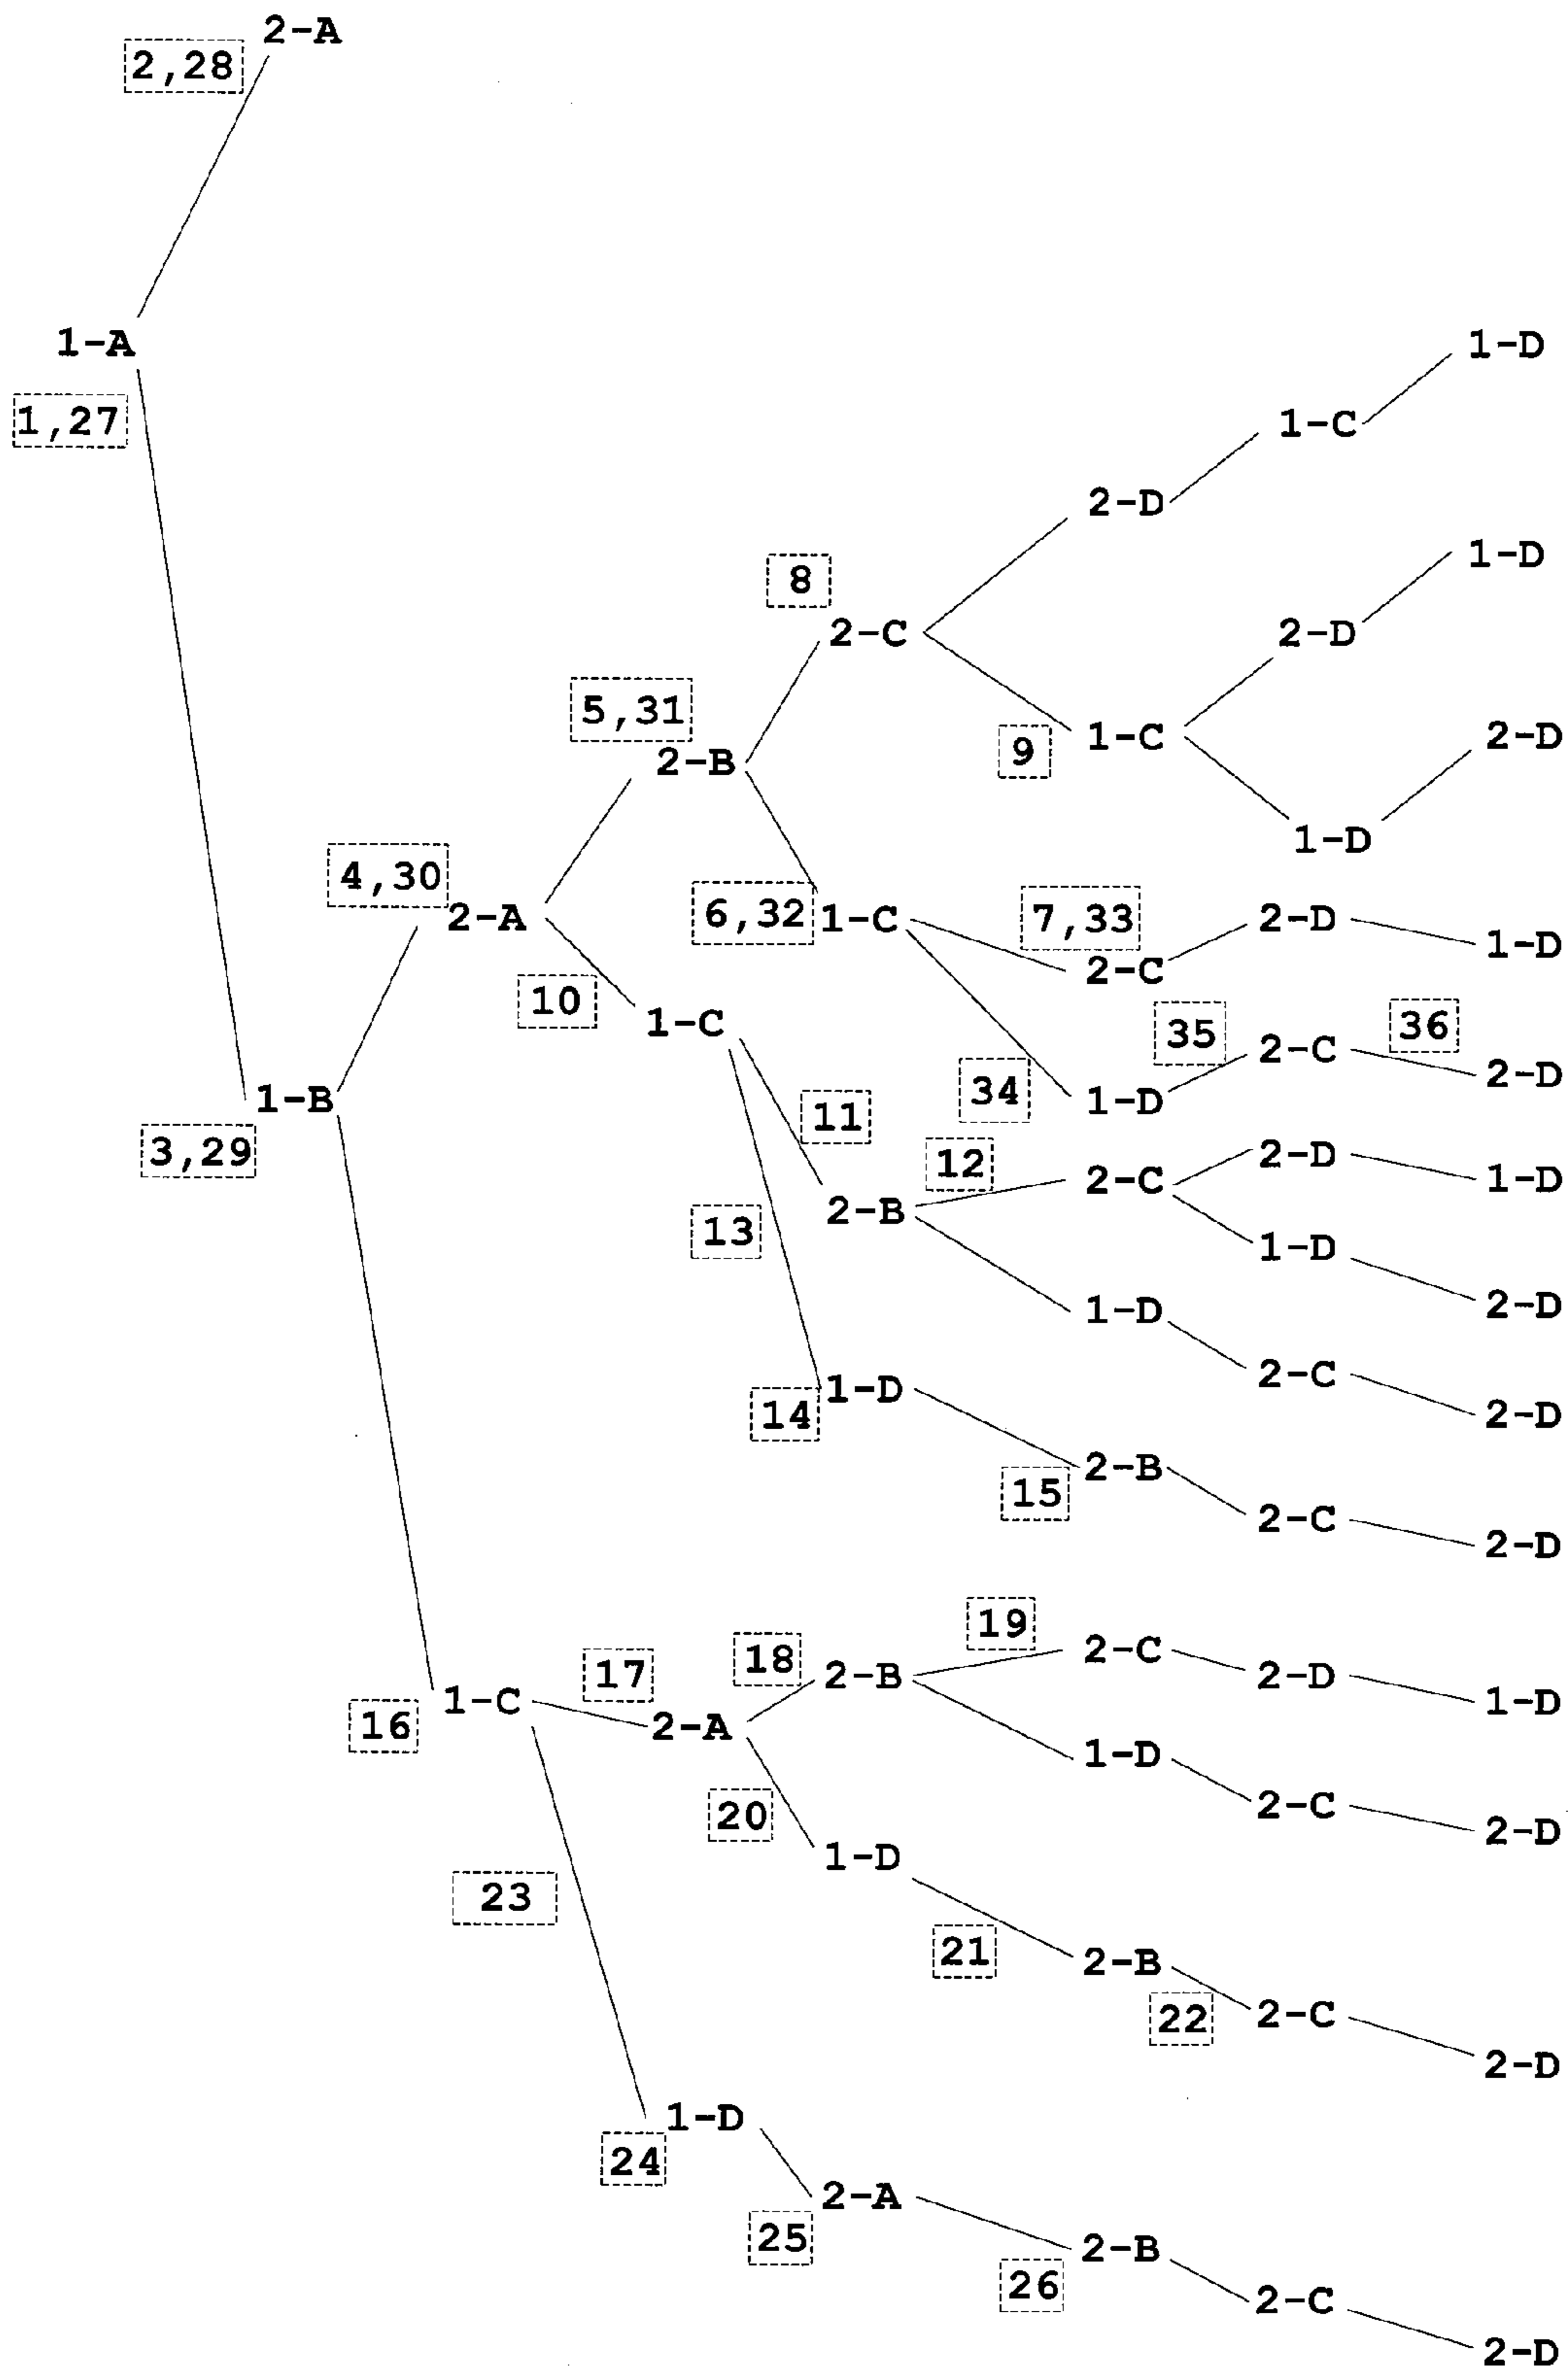 2-A
2,28
1-A
1-D
1,27
1-C
2-D
1-D
8
2-C
2-D
5,31
2-B
9
1-C
2-D
1-D
4,30
2-A
6,32
1-C
7,33
2-C
2-D
1-D
10
1-C
35
2-C
36
2-D
34
1-D
1-B
3,29
11
12
2-C
2-D
1-D
13
2-B
1-D
2-D
1-D
2-C
2-D
14
1-D
15
2-B
2-C
2-D
16
1-C
17
2-A
18
2-B
19
2-C
2-D
1-D
1-D
2-C
2-D
20
1-D
23
21
2-B
22
2-C
2-D
24
1-D
25
2-A
26
2-B
2-C
2-D